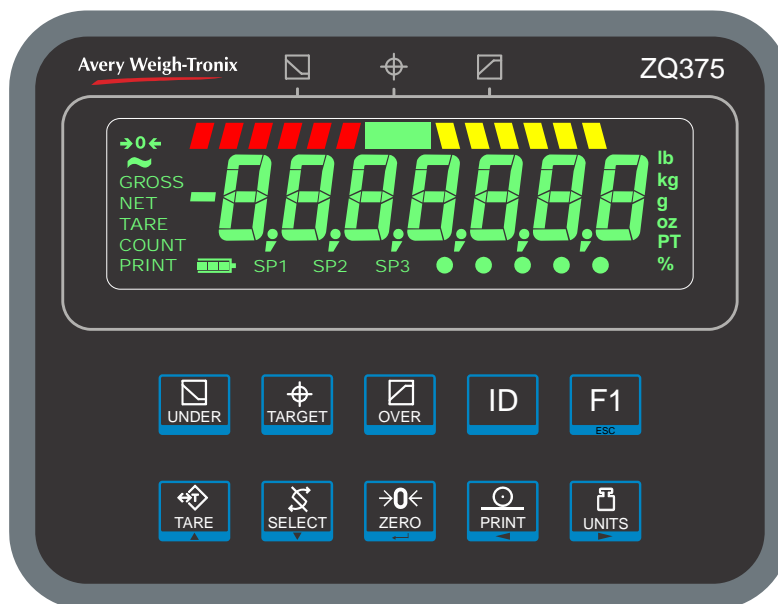 Avery Weigh-Tronix
ZQ375
→0←
~
GROSS
NET
TARE
COUNT
PRINT
-8,8,8,8,8,8,8
lb
kg
g
oz
PT
%
SP1 SP2 SP3
UNDER
TARGET
OVER
ID
F1
ESC
T
TARE
SELECT
→0←
ZERO
PRINT
UNITS